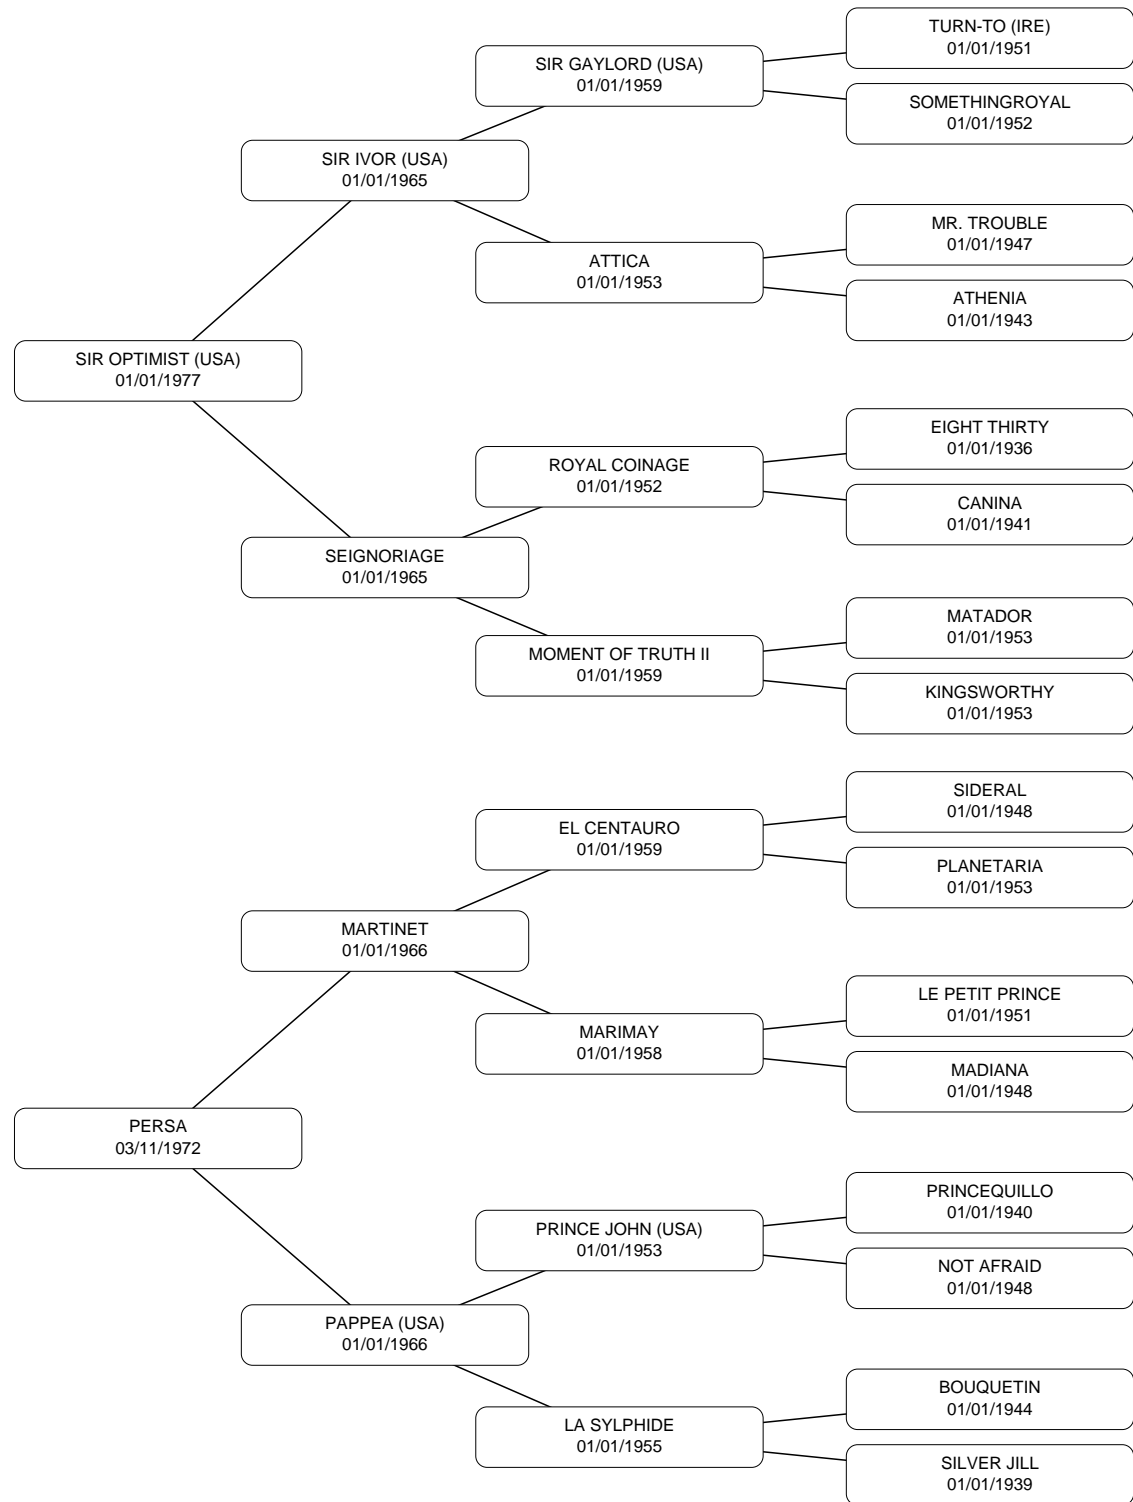 TURN-TO (IRE)
01/01/1951
SIR GAYLORD (USA)
01/01/1959
SOMETHINGROYAL
01/01/1952
SIR IVOR (USA)
01/01/1965
MR. TROUBLE
01/01/1947
ATTICA
01/01/1953
ATHENIA
01/01/1943
SIR OPTIMIST (USA)
01/01/1977
EIGHT THIRTY
01/01/1936
ROYAL COINAGE
01/01/1952
CANINA
01/01/1941
SEIGNORIAGE
01/01/1965
MATADOR
01/01/1953
MOMENT OF TRUTH II
01/01/1959
KINGSWORTHY
01/01/1953
SIDERAL
01/01/1948
EL CENTAURO
01/01/1959
PLANETARIA
01/01/1953
MARTINET
01/01/1966
LE PETIT PRINCE
01/01/1951
MARIMAY
01/01/1958
MADIANA
01/01/1948
PERSA
03/11/1972
PRINCEQUILLO
01/01/1940
PRINCE JOHN (USA)
01/01/1953
NOT AFRAID
01/01/1948
PAPPEA (USA)
01/01/1966
BOUQUETIN
01/01/1944
LA SYLPHIDE
01/01/1955
SILVER JILL
01/01/1939